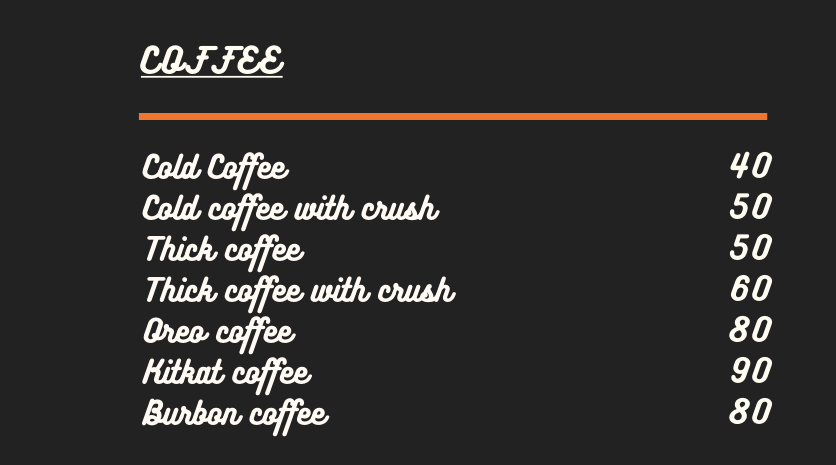 COFFEE
Cold Coffee 40
Cold coffee with crush 50
Thick coffee 50
Thick coffee with crush 60
Oreo coffee 80
Kitkat coffee 90
Burbon coffee 80